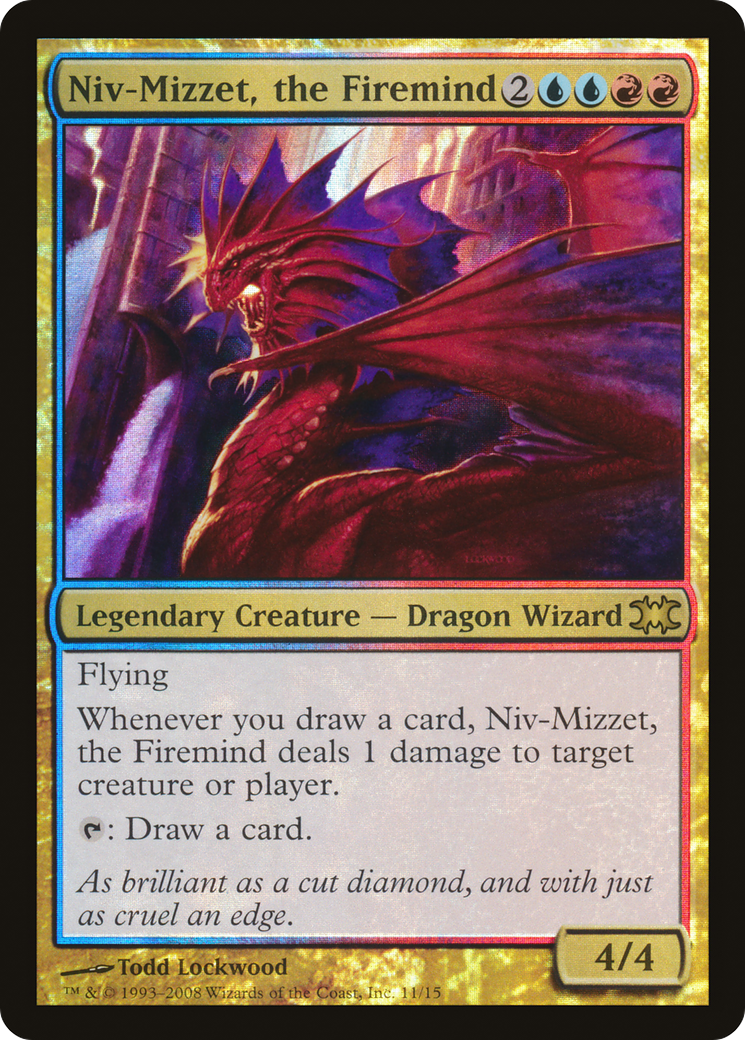 Niv-Mizzet, the Firemind 2
LOCKWOOD
Legendary Creature — Dragon Wizard
Flying
Whenever you draw a card, Niv-Mizzet,
the Firemind deals 1 damage to target
creature or player.
: Draw a card.
As brilliant as a cut diamond, and with just
as cruel an edge.
4/4
Todd Lockwood
™ & © 1993–2008 Wizards of the Coast, Inc. 11/15